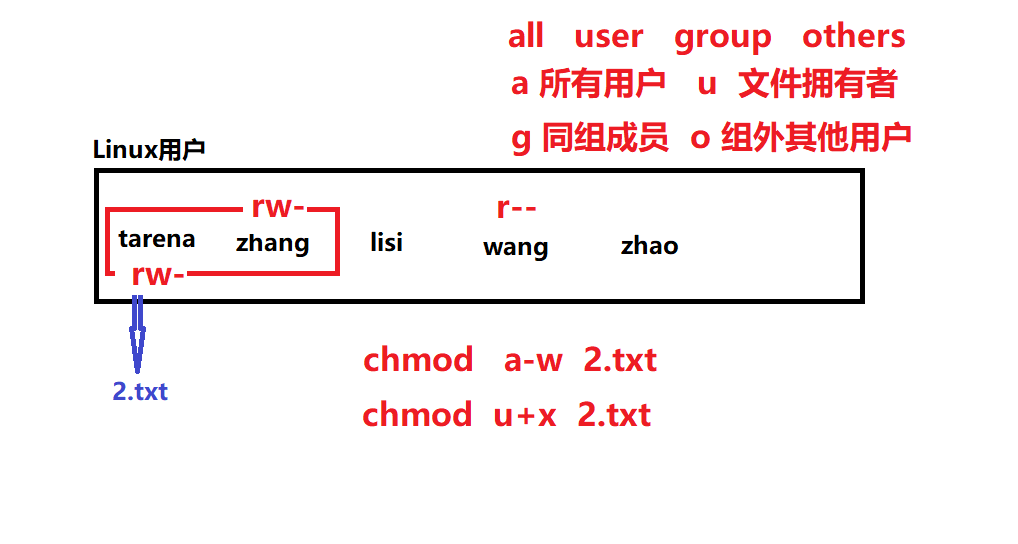 all user group others
a 所有用户 u 文件拥有者
g 同组成员 o 组外其他用户
Linux用户
rw- r--
tarena zhang lisi wang zhao
rw-
2.txt
chmod a-w 2.txt
chmod u+x 2.txt